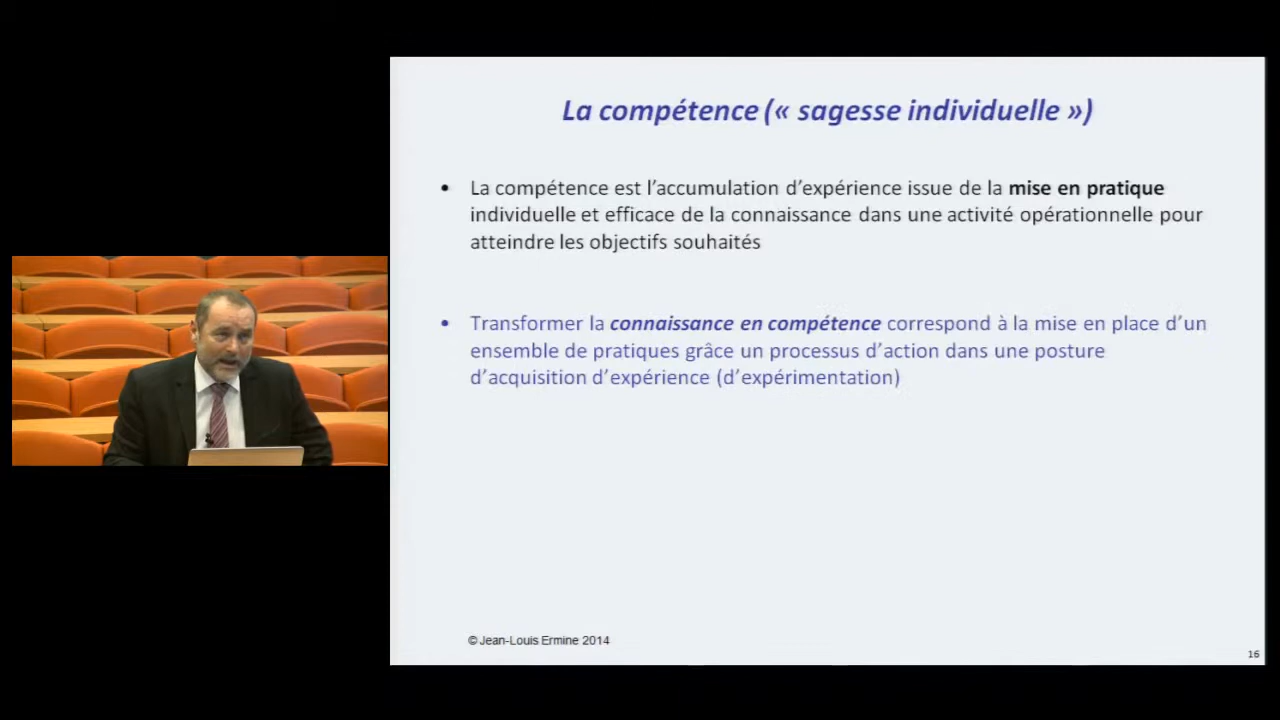 La compétence (« sagesse individuelle »)
• La compétence est l’accumulation d’expérience issue de la mise en pratique
individuelle et efficace de la connaissance dans une activité opérationnelle pour
atteindre les objectifs souhaités
• Transformer la connaissance en compétence correspond à la mise en place d’un
ensemble de pratiques grâce un processus d’action dans une posture
d’acquisition d’expérience (d’expérimentation)
© Jean-Louis Ermine 2014
16